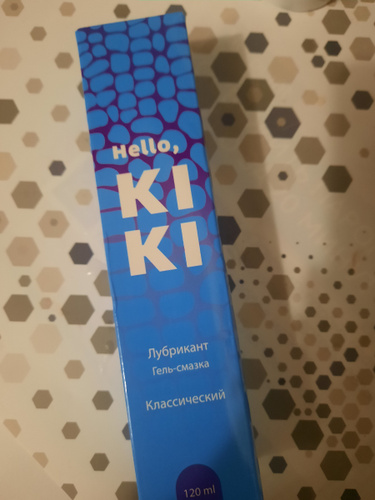 Hello,
KI
KI
Лубрикант
Гель-смазка
Классический
120 ml